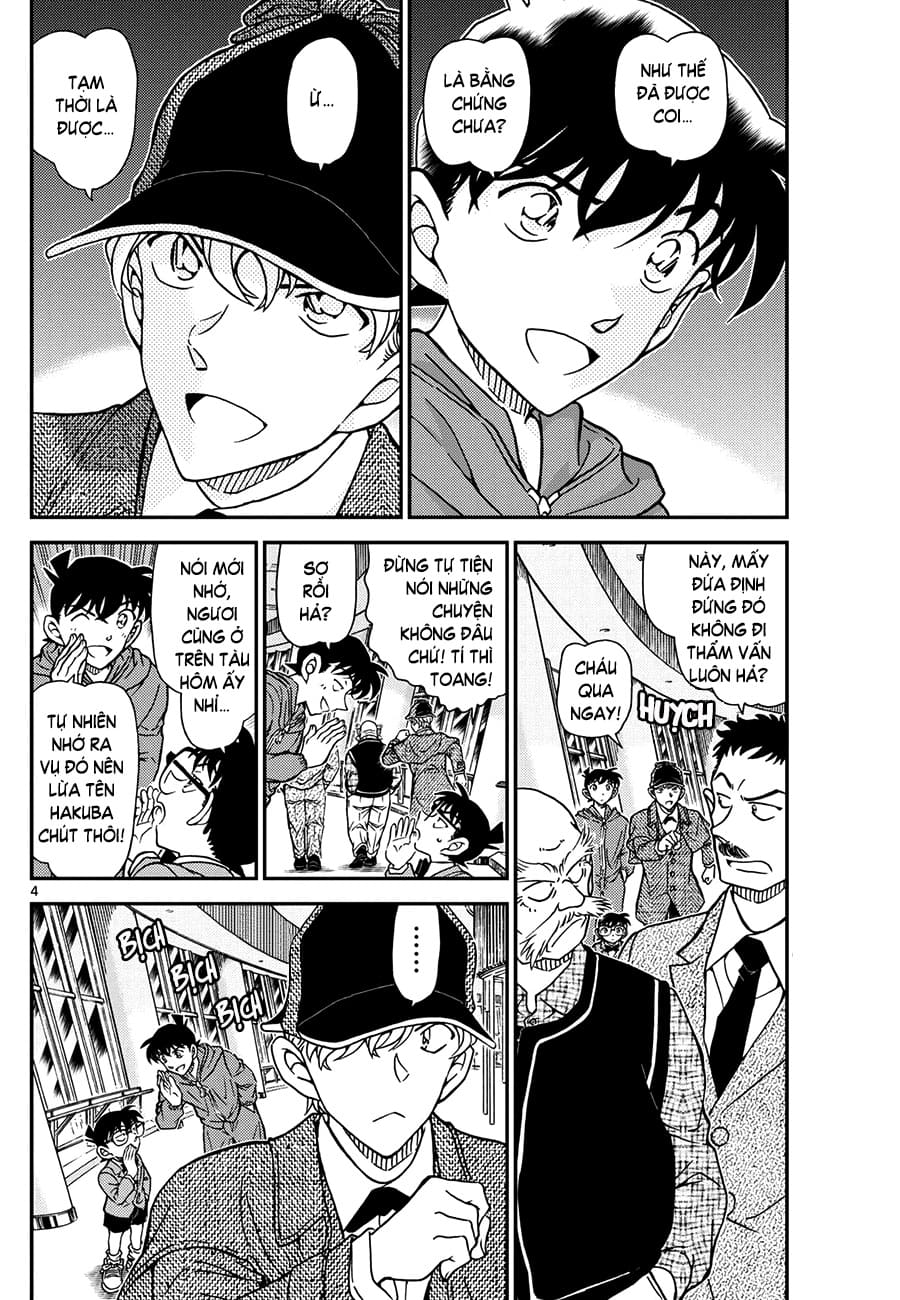 NHƯ THẾ
ĐÃ ĐƯỢC
COI...
LÀ BẰNG
CHỨNG
CHƯA?
Ừ...
TẠM
THỜI LÀ
ĐƯỢC...
NÀY, MẤY
ĐỨA ĐỊNH
ĐỨNG ĐÓ
KHÔNG ĐI
THẨM VẤN
LUÔN HẢ?
CHÁU
QUA
NGAY!
HUỴCH
ĐỪNG TỰ TIỆN
NÓI NHỮNG
CHUYỆN
KHÔNG ĐÂU
CHỨ! TÍ THÌ
TOANG!
SỢ
RỒI
HẢ?
NÓI MỚI
NHỚ,
NGƯƠI
CŨNG Ở
TRÊN TÀU
HÔM ẤY
NHỈ...
TỰ NHIÊN
NHỚ RA
VỤ ĐÓ NÊN
LỪA TÊN
HAKUBA
CHÚT THÔI!
4
........
BỊCH
BỊCH
BỊCH